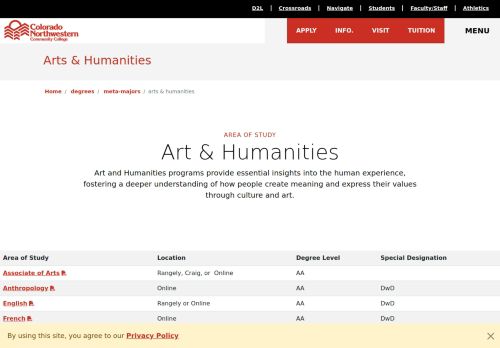 D2L | Crossroads | Navigate | Students | Faculty/Staff | Athletics
Colorado
Northwestern
Community College
APPLY INFO. VISIT TUITION MENU
Arts & Humanities
Home / degrees / meta-majors / arts & humanities
AREA OF STUDY
Art & Humanities
Art and Humanities programs provide essential insights into the human experience,
fostering a deeper understanding of how people create meaning and express their values
through culture and art.
Area of Study Location Degree Level Special Designation
Associate of Arts Rangely, Craig, or Online AA
Anthropology Online AA DwD
English Rangely or Online AA DwD
French Online AA DwD
By using this site, you agree to our Privacy Policy